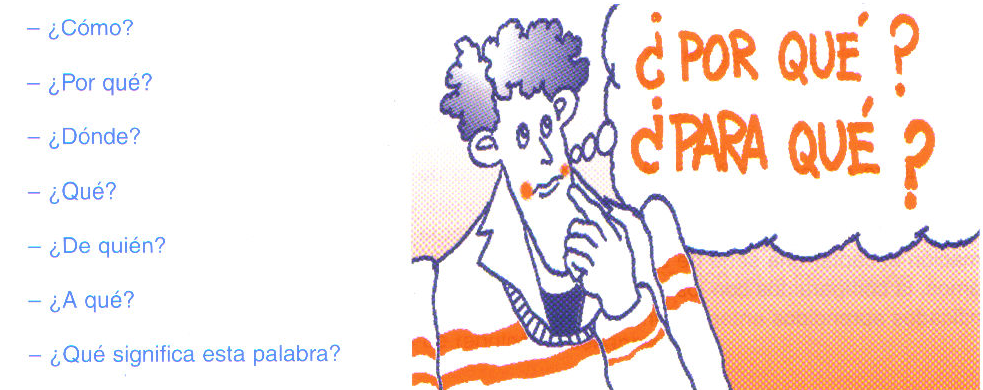 – ¿Cómo?
– ¿Por qué?
– ¿Dónde?
– ¿Qué?
– ¿De quién?
– ¿A qué?
– ¿Qué significa esta palabra?
¿POR QUÉ?
¿PARA QUÉ?